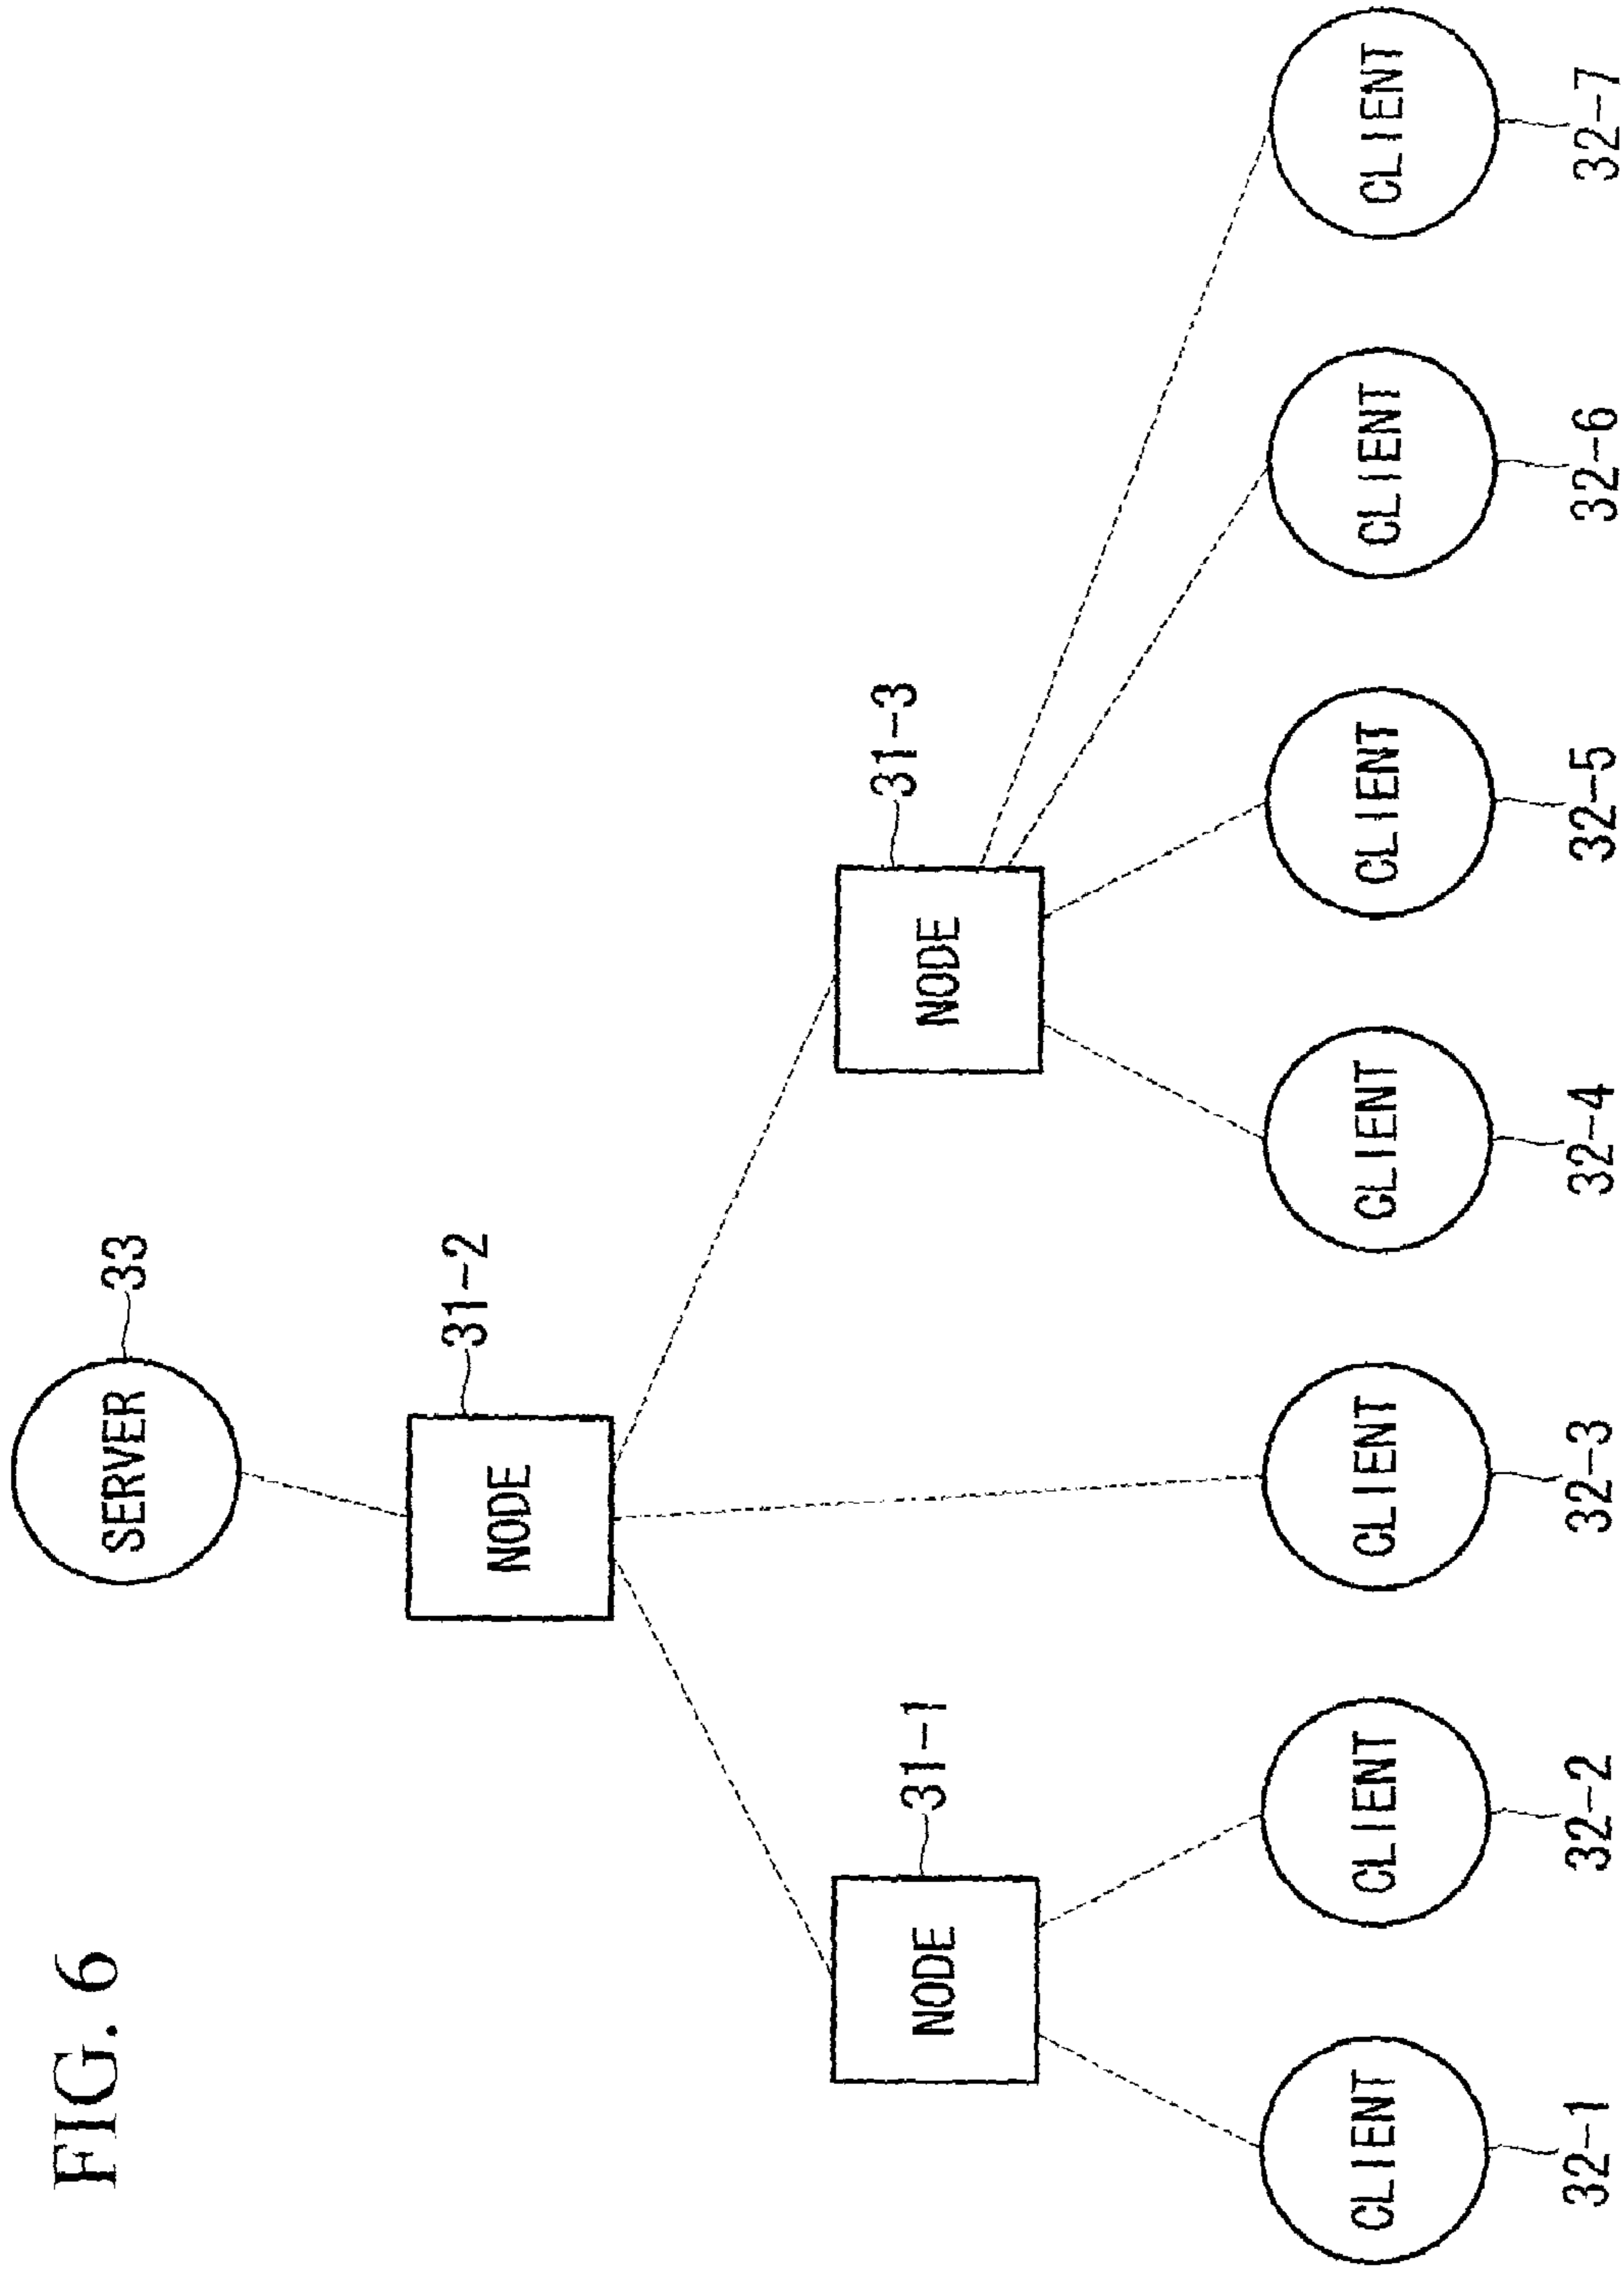 FIG. 6
SERVER
33
NODE
31-2
NODE
31-1
NODE
31-3
CLIENT
32-1
CLIENT
32-2
CLIENT
32-3
CLIENT
32-4
CLIENT
32-5
CLIENT
32-6
CLIENT
32-7